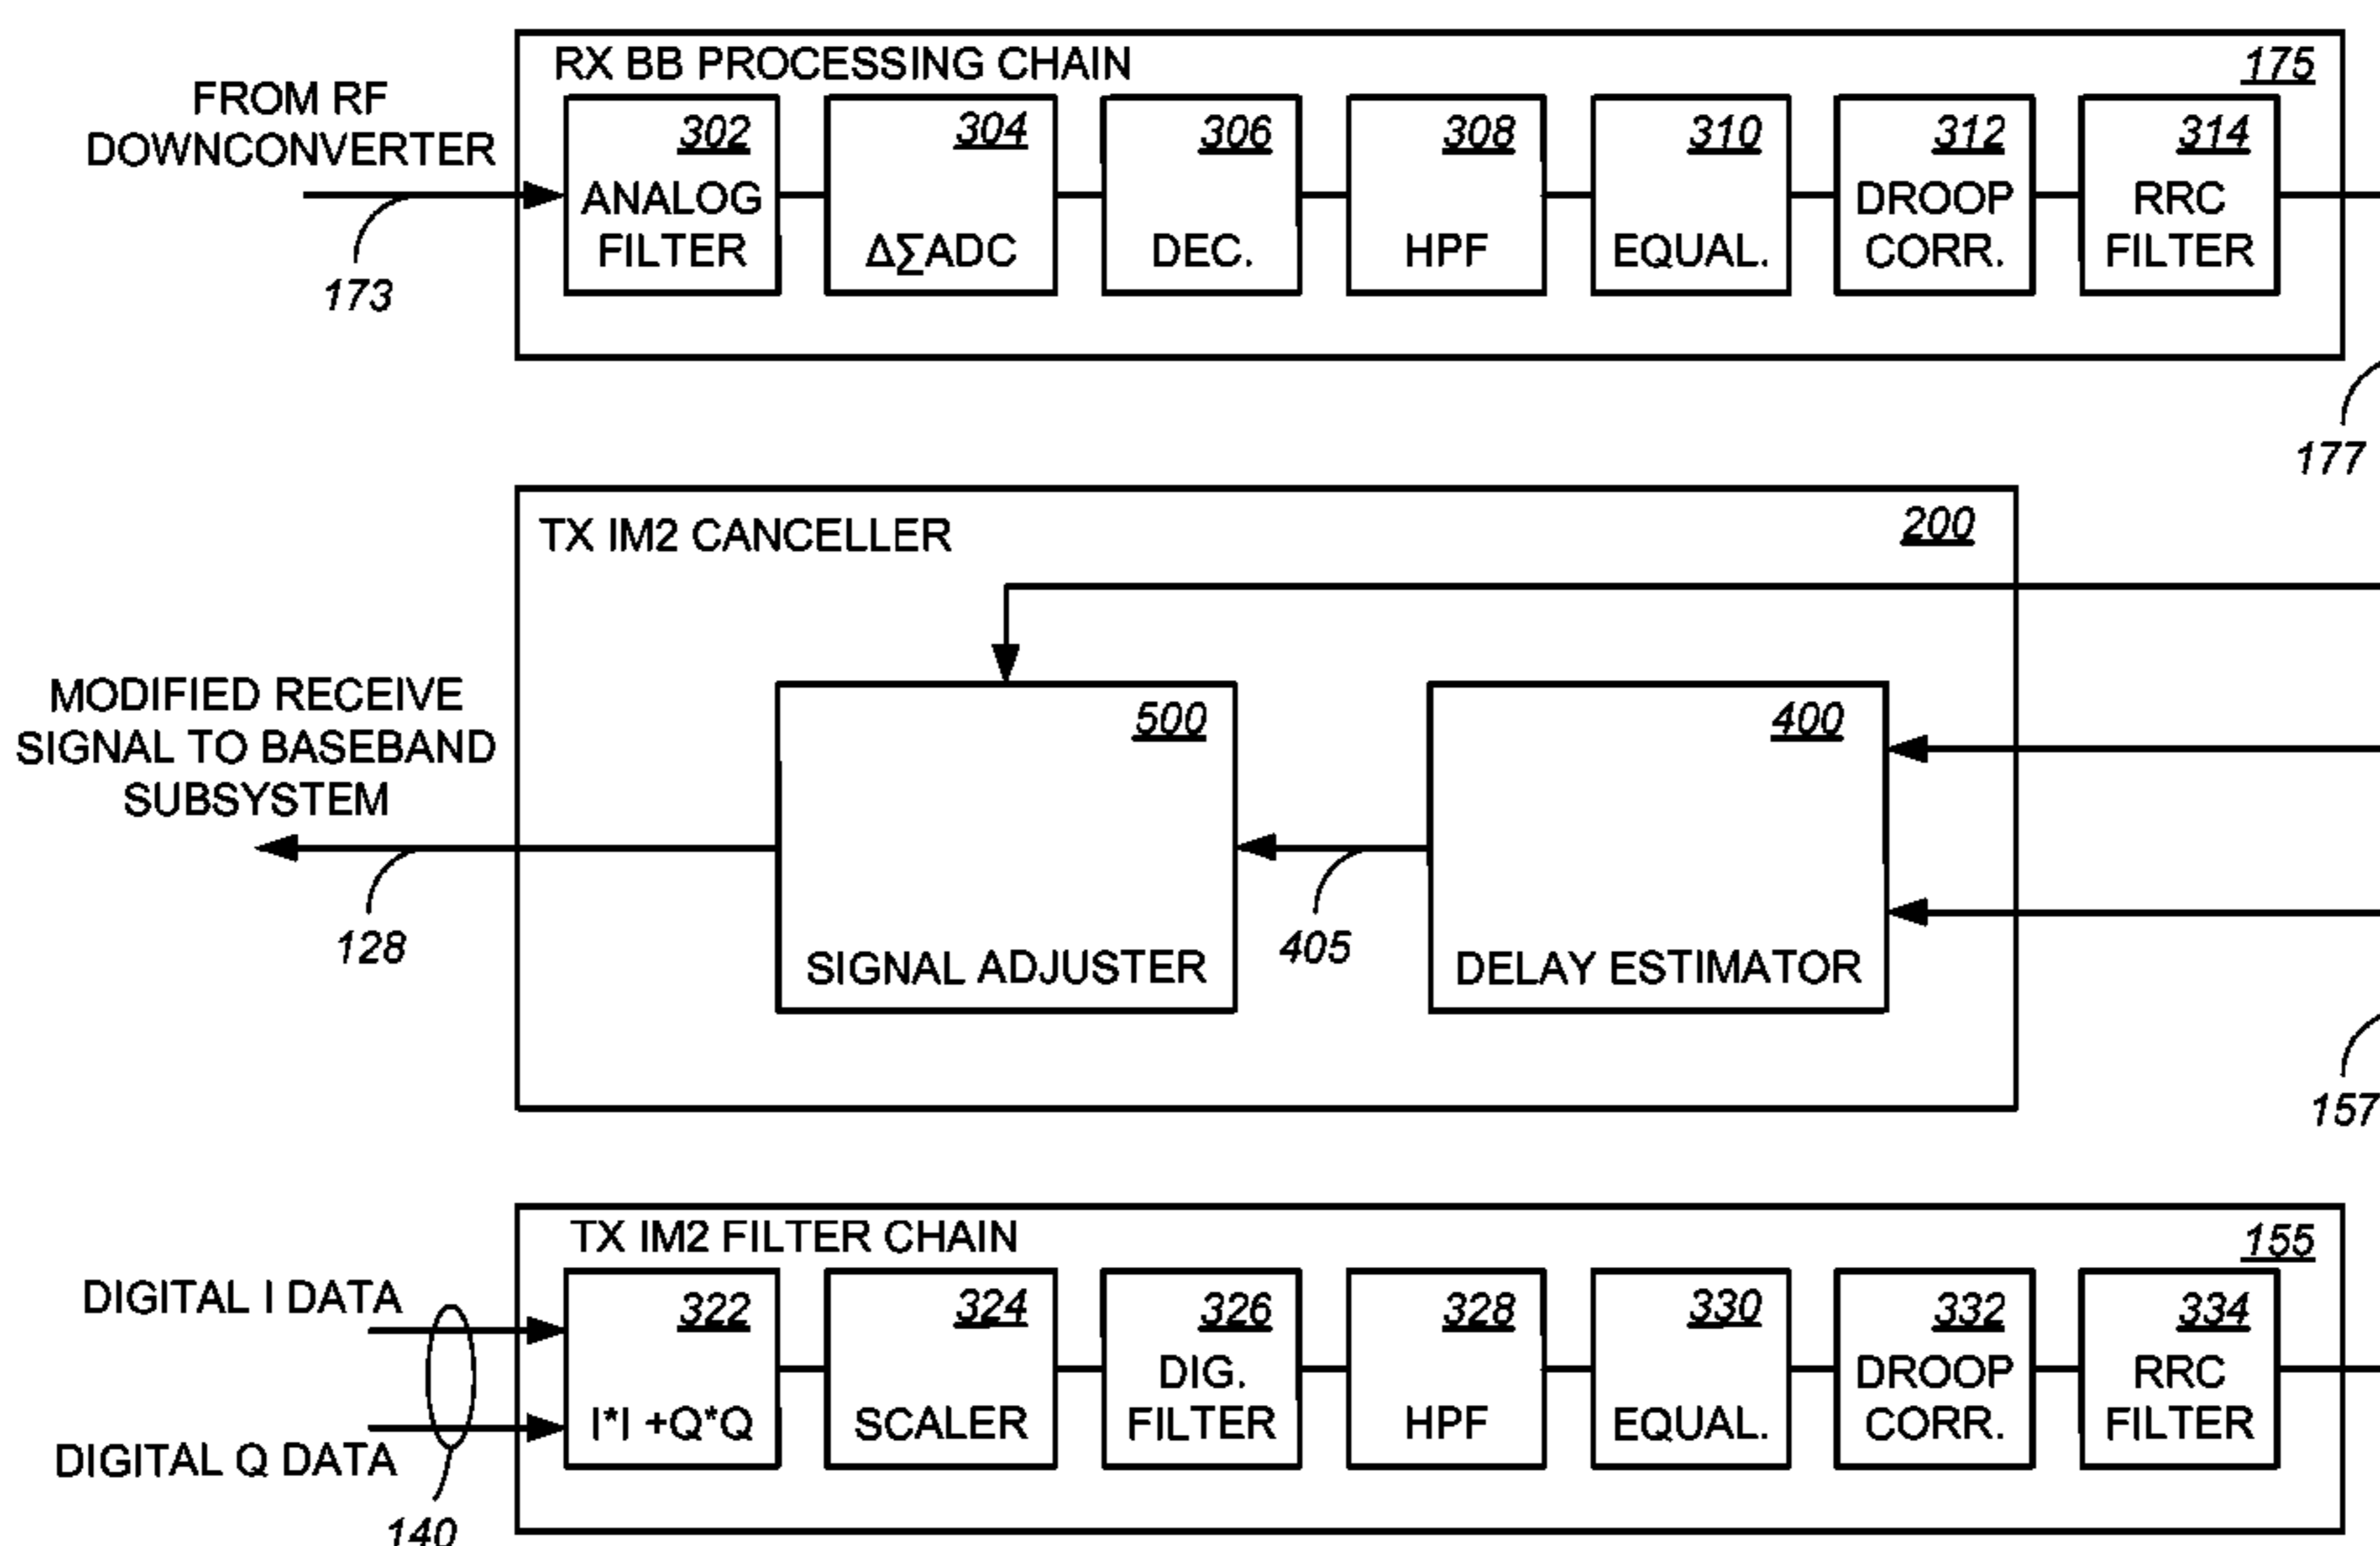 RX BB PROCESSING CHAIN
175
FROM RF
DOWNCONVERTER
173
302
ANALOG
FILTER
304
ΔΣADC
306
DEC.
308
HPF
310
EQUAL.
312
DROOP
CORR.
314
RRC
FILTER
177
TX IM2 CANCELLER
200
MODIFIED RECEIVE
SIGNAL TO BASEBAND
SUBSYSTEM
128
500
SIGNAL ADJUSTER
405
400
DELAY ESTIMATOR
157
TX IM2 FILTER CHAIN
155
DIGITAL I DATA
DIGITAL Q DATA
140
322
I*I +Q*Q
324
SCALER
326
DIG.
FILTER
328
HPF
330
EQUAL.
332
DROOP
CORR.
334
RRC
FILTER